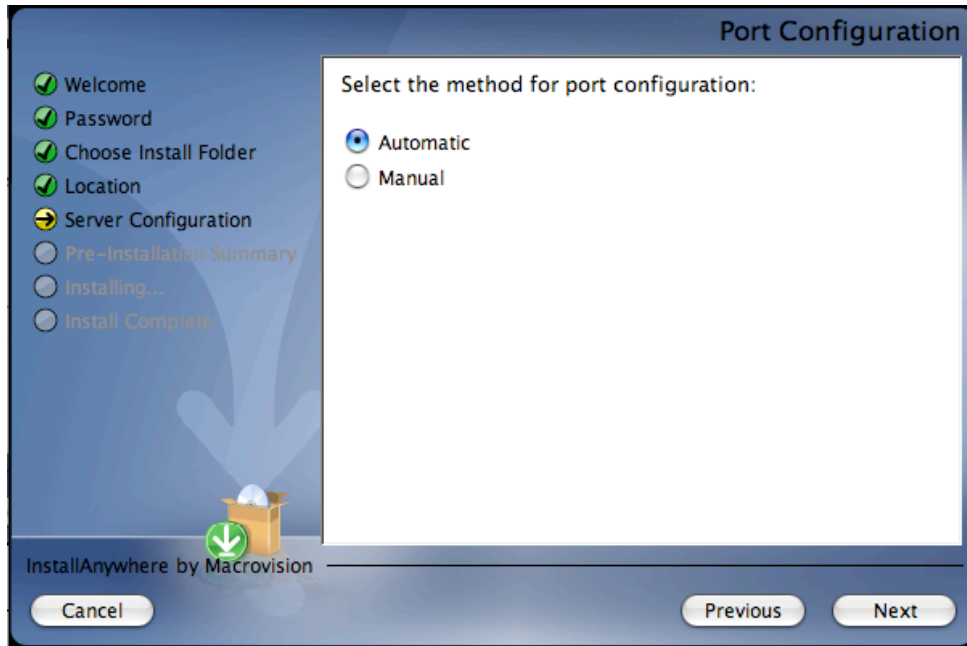 Port Configuration
Welcome
Password
Choose Install Folder
Location
Server Configuration
Pre-Installation Summary
Installing...
Install Complete
Select the method for port configuration:
Automatic
Manual
InstallAnywhere by Macrovision
Cancel
Previous
Next